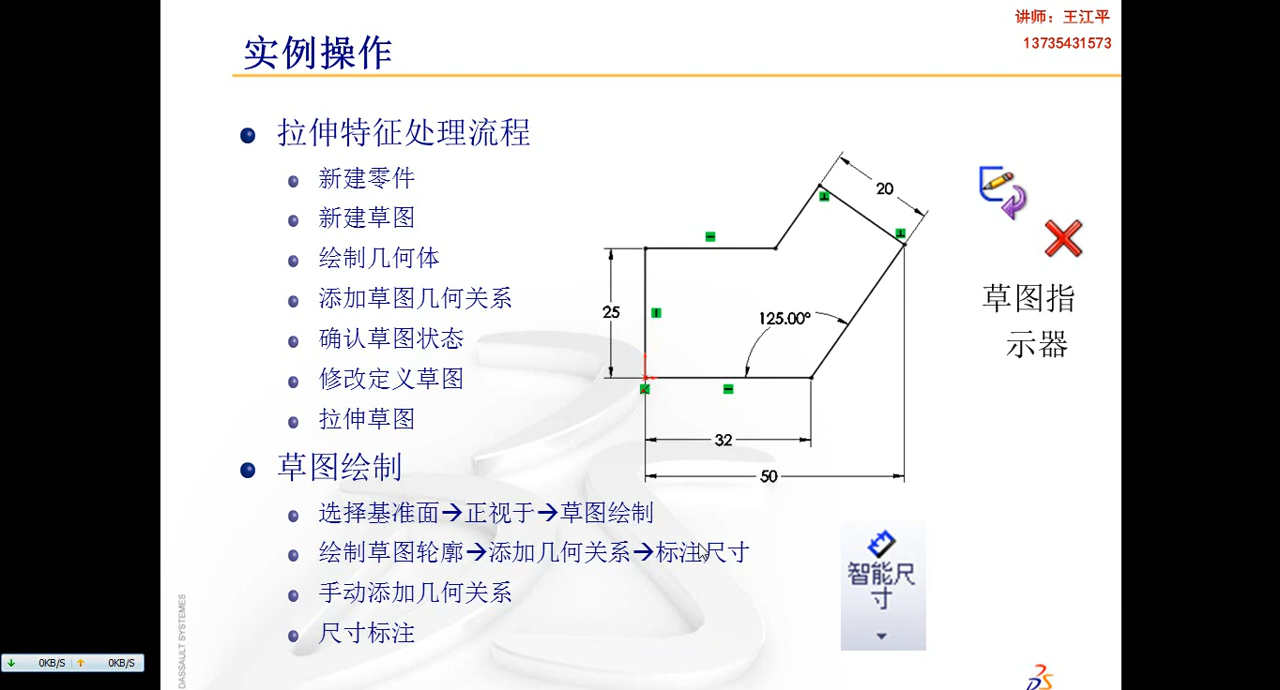 讲师：王江平
13735431573
实例操作
拉伸特征处理流程
新建零件
新建草图
绘制几何体
添加草图几何关系
确认草图状态
修改定义草图
拉伸草图
草图绘制
选择基准面→正视于→草图绘制
绘制草图轮廓→添加几何关系→标注尺寸
手动添加几何关系
尺寸标注
20
25
125.00°
32
50
草图指
示器
智能尺
寸
DASSAULT SYSTEMES
0KB/S
0KB/S